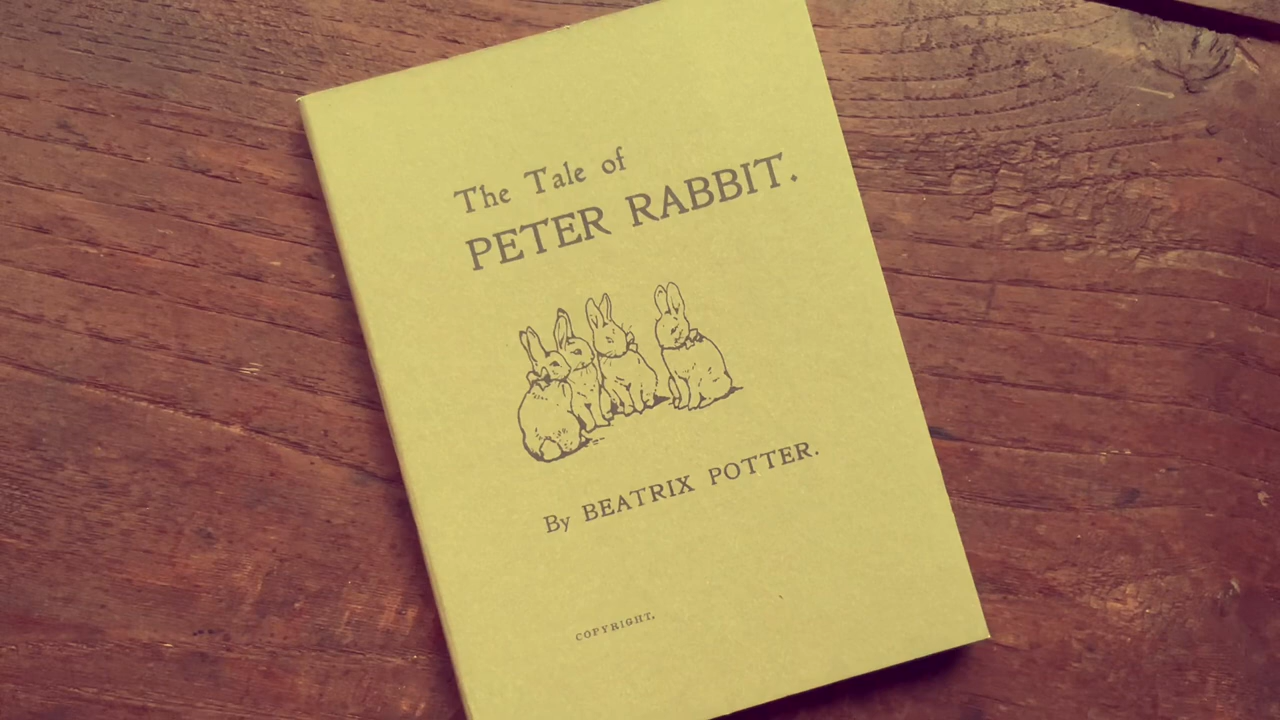 The Tale of
PETER RABBIT.
By BEATRIX POTTER.
COPYRIGHT.